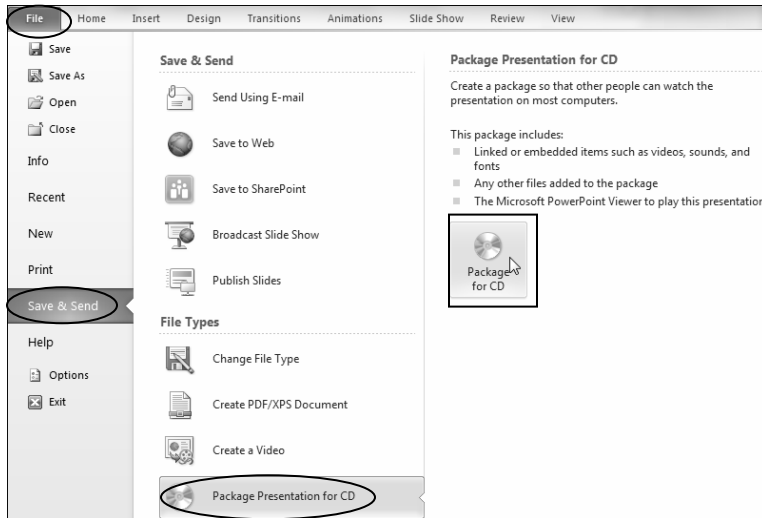 File Home Insert Design Transitions Animations Slide Show Review View
Save
Save As
Open
Close
Info
Recent
New
Print
Save & Send
Help
Options
Exit
Save & Send
Send Using E-mail
Save to Web
Save to SharePoint
Broadcast Slide Show
Publish Slides
File Types
Change File Type
Create PDF/XPS Document
Create a Video
Package Presentation for CD
Package Presentation for CD
Create a package so that other people can watch the
presentation on most computers.
This package includes:
Linked or embedded items such as videos, sounds, and
fonts
Any other files added to the package
The Microsoft PowerPoint Viewer to play this presentation
Package
for CD